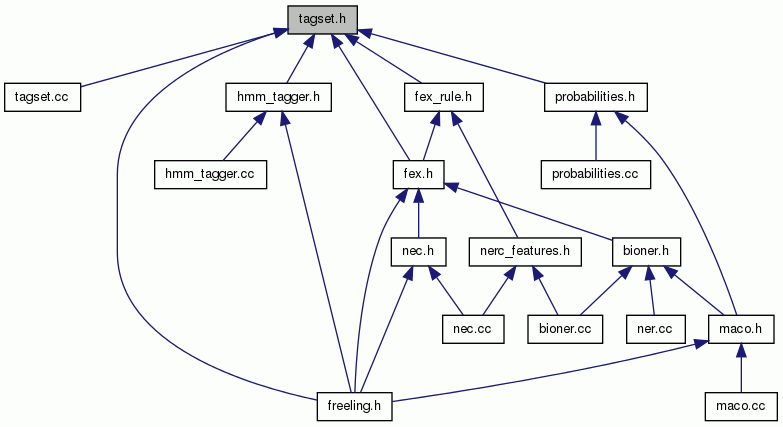 tagset.h
tagset.cc
hmm_tagger.h
fex_rule.h
probabilities.h
hmm_tagger.cc
fex.h
probabilities.cc
nec.h
nerc_features.h
bioner.h
nec.cc
bioner.cc
ner.cc
maco.h
freeling.h
maco.cc